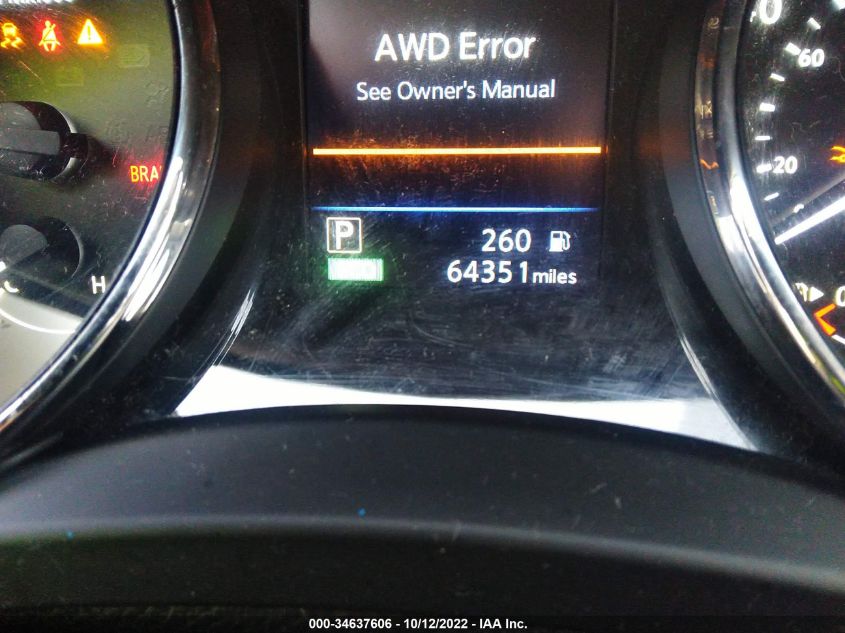 AWD Error
See Owner's Manual
60
20
P
260
64351 miles
H
000-34637606 - 10/12/2022 - IAA Inc.